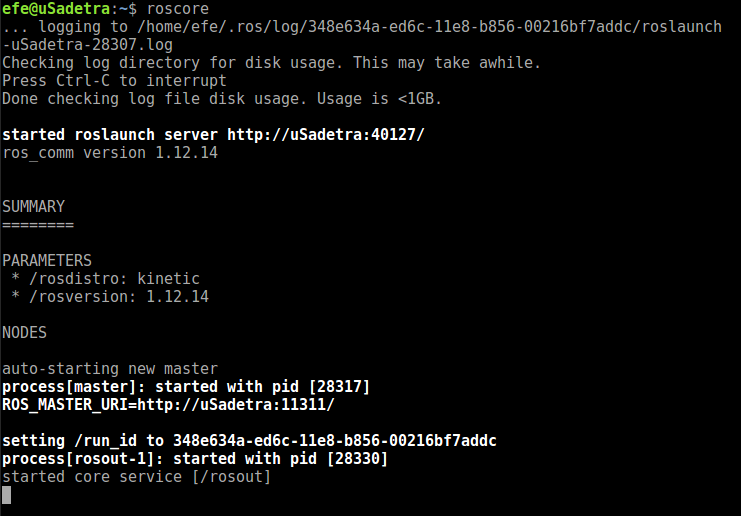 efe@uSadetra:~$ roscore
... logging to /home/efe/.ros/log/348e634a-ed6c-11e8-b856-00216bf7addc/roslaunch
-uSadetra-28307.log
Checking log directory for disk usage. This may take awhile.
Press Ctrl-C to interrupt
Done checking log file disk usage. Usage is <1GB.
started roslaunch server http://uSadetra:40127/
ros_comm version 1.12.14
SUMMARY
========
PARAMETERS
 * /rosdistro: kinetic
 * /rosversion: 1.12.14
NODES
auto-starting new master
process[master]: started with pid [28317]
ROS_MASTER_URI=http://uSadetra:11311/
setting /run_id to 348e634a-ed6c-11e8-b856-00216bf7addc
process[rosout-1]: started with pid [28330]
started core service [/rosout]